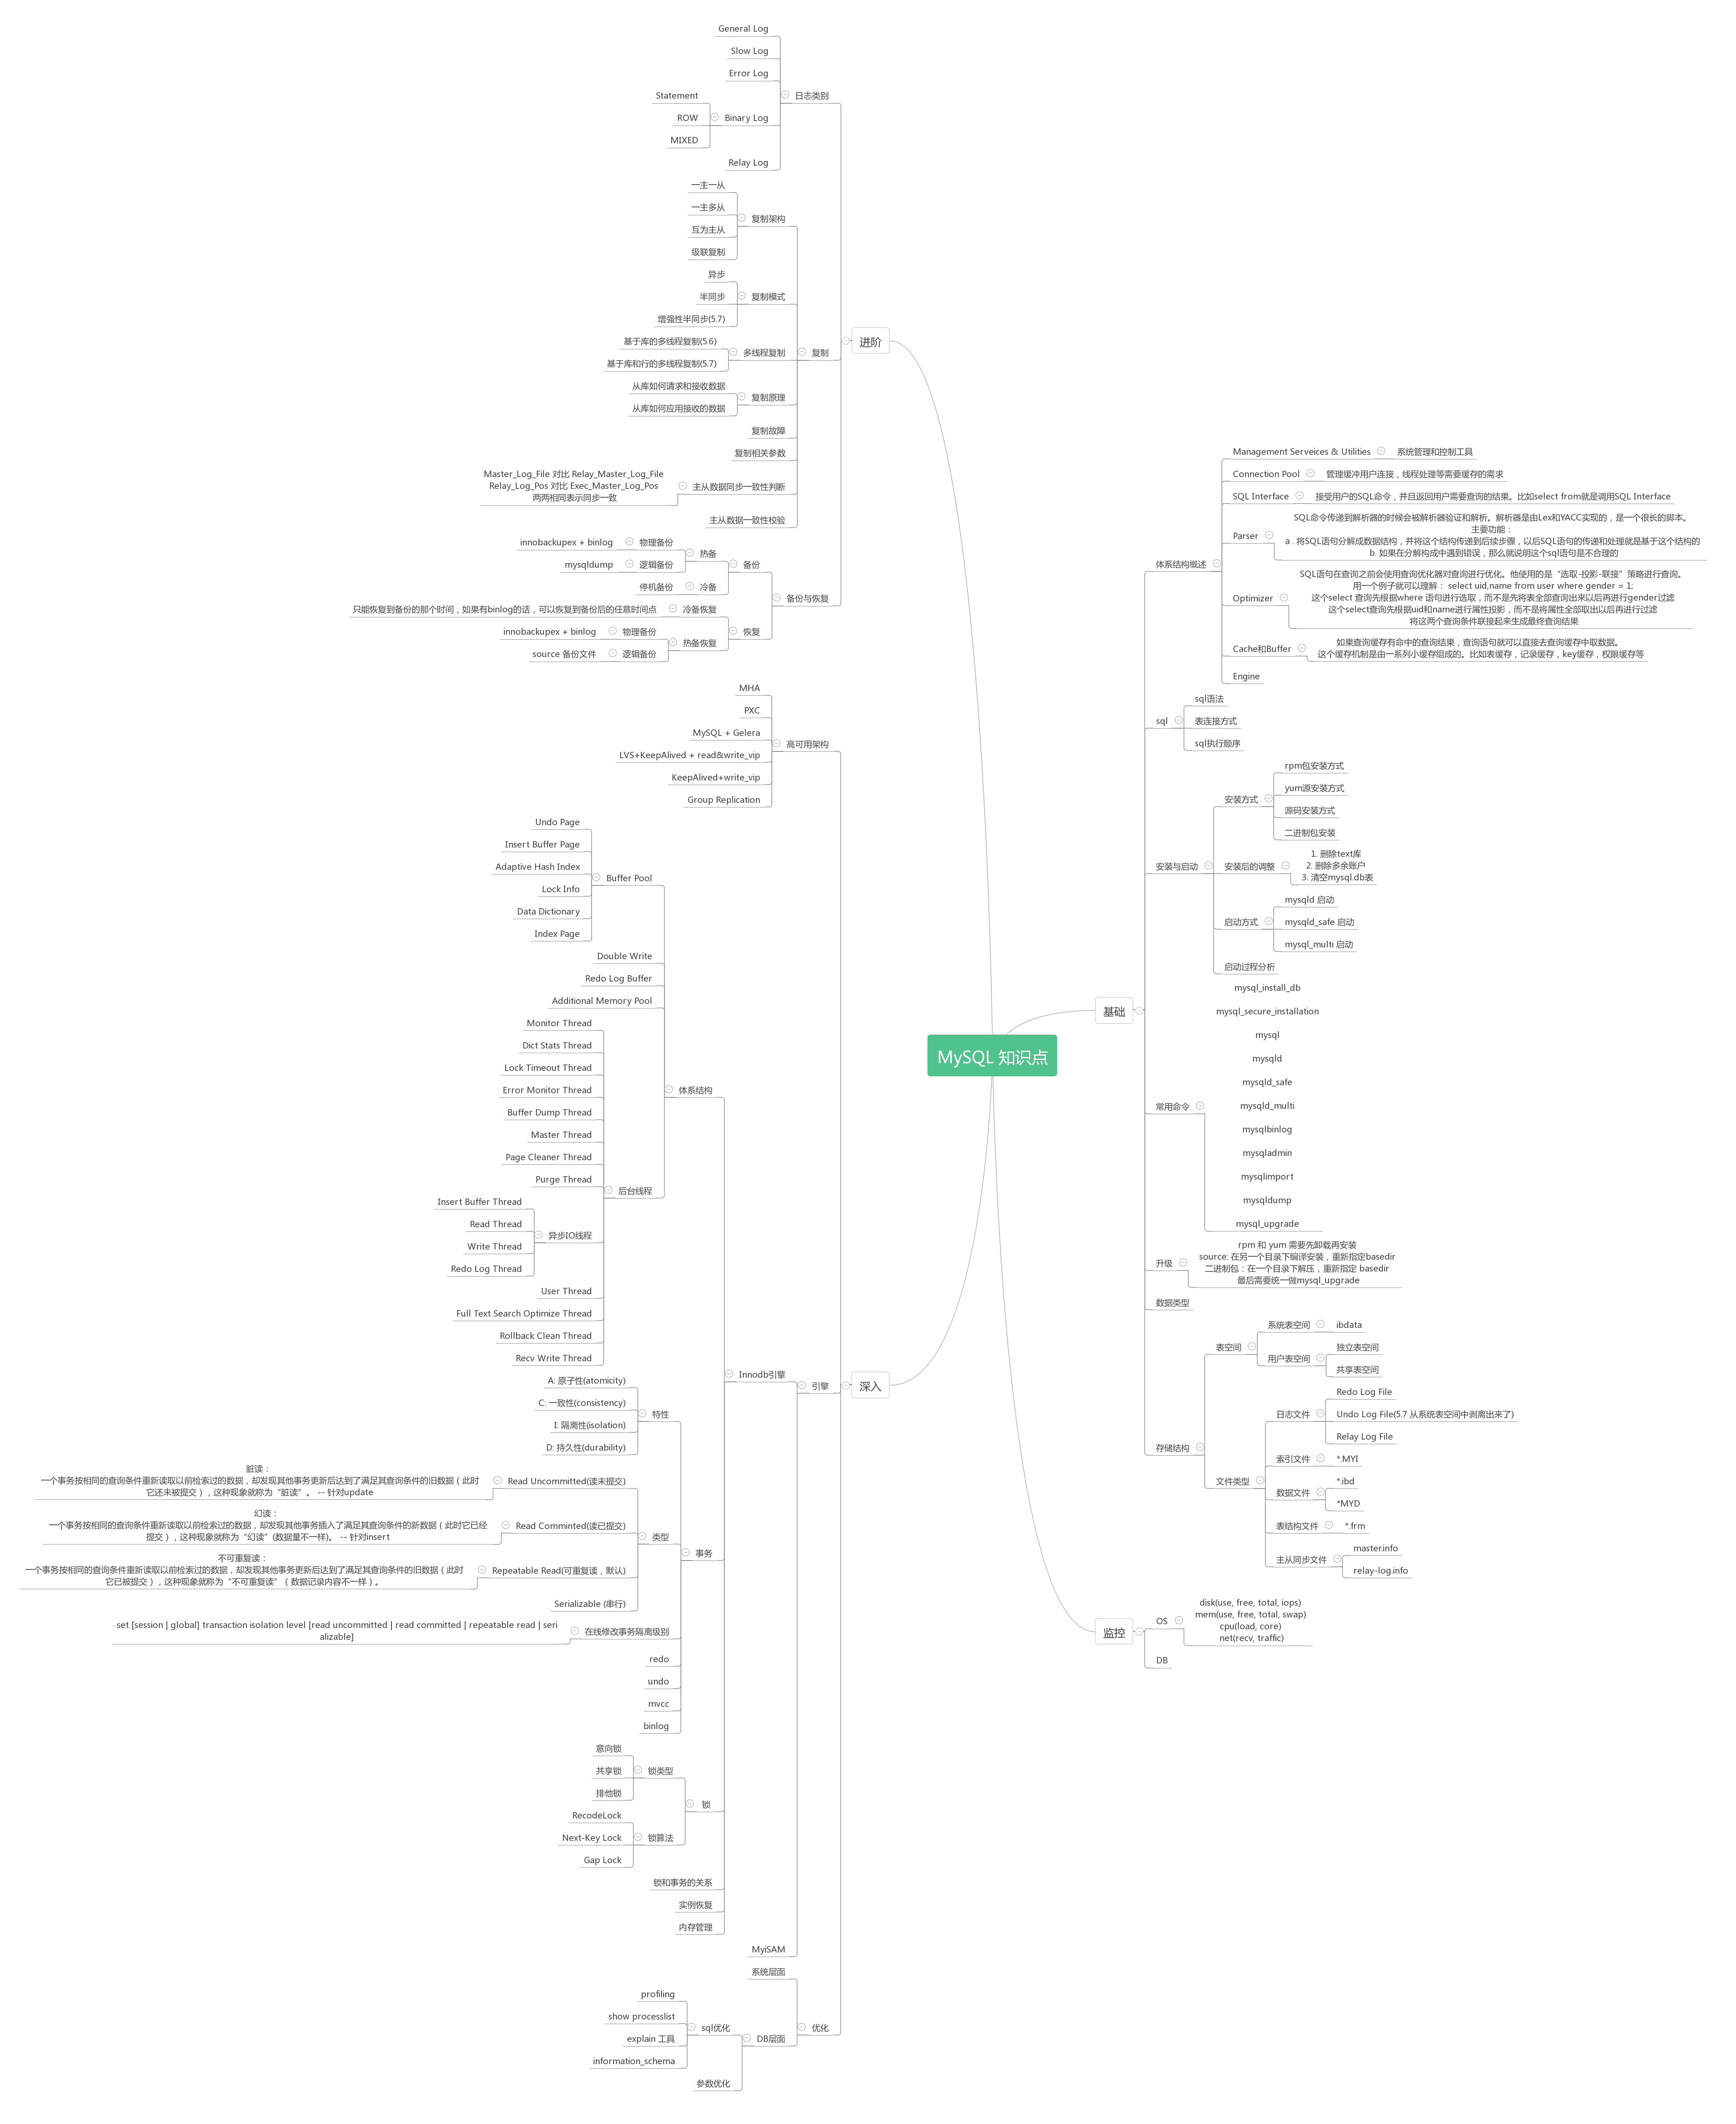 MySQL 知识点
基础
体系结构概述
Management Serveices & Utilities
系统管理和控制工具
Connection Pool
管理缓冲用户连接，线程处理等需要缓存的需求
SQL Interface
接受用户的SQL命令，并且返回用户需要查询的结果。比如select from就是调用SQL Interface
Parser
SQL命令传递到解析器的时候会被解析器验证和解析。解析器是由Lex和YACC实现的，是一个很长的脚本。
主要功能：
a . 将SQL语句分解成数据结构，并将这个结构传递到后续步骤，以后SQL语句的传递和处理就是基于这个结构的
b. 如果在分解构成中遇到错误，那么就说明这个sql语句是不合理的
Optimizer
SQL语句在查询之前会使用查询优化器对查询进行优化。他使用的是“选取-投影-联接”策略进行查询。
用一个例子就可以理解： select uid,name from user where gender = 1;
这个select 查询先根据where 语句进行选取，而不是先将表全部查询出来以后再进行gender过滤
这个select查询先根据uid和name进行属性投影，而不是将属性全部取出以后再进行过滤
将这两个查询条件联接起来生成最终查询结果
Cache和Buffer
如果查询缓存有命中的查询结果，查询语句就可以直接去查询缓存中取数据。
这个缓存机制是由一系列小缓存组成的。比如表缓存，记录缓存，key缓存，权限缓存等
Engine
sql
sql语法
表连接方式
sql执行顺序
安装与启动
安装方式
rpm包安装方式
yum源安装方式
源码安装方式
二进制包安装
安装后的调整
1. 删除text库
2. 删除多余账户
3. 清空mysql.db表
启动方式
mysqld 启动
mysqld_safe 启动
mysql_multi 启动
启动过程分析
常用命令
mysql_install_db
mysql_secure_installation
mysql
mysqld
mysqld_safe
mysqld_multi
mysqlbinlog
mysqladmin
mysqlimport
mysqldump
mysql_upgrade
升级
rpm 和 yum 需要先卸载再安装
source: 在另一个目录下编译安装，重新指定basedir
二进制包：在一个目录下解压，重新指定 basedir
最后需要统一做mysql_upgrade
数据类型
存储结构
表空间
系统表空间
ibdata
用户表空间
独立表空间
共享表空间
文件类型
日志文件
Redo Log File
Undo Log File(5.7 从系统表空间中剥离出来了)
Relay Log File
索引文件
*.MYI
数据文件
*.ibd
*MYD
表结构文件
*.frm
主从同步文件
master.info
relay-log.info
监控
OS
disk(use, free, total, iops)
mem(use, free, total, swap)
cpu(load, core)
net(recv, traffic)
DB
进阶
日志类别
General Log
Slow Log
Error Log
Binary Log
Statement
ROW
MIXED
Relay Log
复制
复制架构
一主一从
一主多从
互为主从
级联复制
复制模式
异步
半同步
增强性半同步(5.7)
多线程复制
基于库的多线程复制(5.6)
基于库和行的多线程复制(5.7)
复制原理
从库如何请求和接收数据
从库如何应用接收的数据
复制故障
复制相关参数
主从数据同步一致性判断
Master_Log_File 对比 Relay_Master_Log_File
Relay_Log_Pos 对比 Exec_Master_Log_Pos
两两相同表示同步一致
主从数据一致性校验
备份与恢复
备份
热备
物理备份
innobackupex + binlog
逻辑备份
mysqldump
冷备
停机备份
恢复
冷备恢复
只能恢复到备份的那个时间，如果有binlog的话，可以恢复到备份后的任意时间点
热备恢复
物理备份
innobackupex + binlog
逻辑备份
source 备份文件
深入
高可用架构
MHA
PXC
MySQL + Gelera
LVS+KeepAlived + read&write_vip
KeepAlived+write_vip
Group Replication
引擎
Innodb引擎
体系结构
Buffer Pool
Undo Page
Insert Buffer Page
Adaptive Hash Index
Lock Info
Data Dictionary
Index Page
Double Write
Redo Log Buffer
Additional Memory Pool
后台线程
Monitor Thread
Dict Stats Thread
Lock Timeout Thread
Error Monitor Thread
Buffer Dump Thread
Master Thread
Page Cleaner Thread
Purge Thread
异步IO线程
Insert Buffer Thread
Read Thread
Write Thread
Redo Log Thread
User Thread
Full Text Search Optimize Thread
Rollback Clean Thread
Recv Write Thread
事务
特性
A: 原子性(atomicity)
C: 一致性(consistency)
I: 隔离性(isolation)
D: 持久性(durability)
类型
Read Uncommitted(读未提交)
脏读：
一个事务按相同的查询条件重新读取以前检索过的数据，却发现其他事务更新后达到了满足其查询条件的旧数据（此时
它还未被提交），这种现象就称为“脏读”。 -- 针对update
Read Comminted(读已提交)
幻读：
一个事务按相同的查询条件重新读取以前检索过的数据，却发现其他事务插入了满足其查询条件的新数据（此时它已经
提交），这种现象就称为“幻读”(数据量不一样)。 -- 针对insert
Repeatable Read(可重复读，默认)
不可重复读：
一个事务按相同的查询条件重新读取以前检索过的数据，却发现其他事务更新后达到了满足其查询条件的旧数据（此时
它已被提交），这种现象就称为“不可重复读”（数据记录内容不一样）。
Serializable (串行)
在线修改事务隔离级别
set [session | global] transaction isolation level [read uncommitted | read committed | repeatable read | seri
alizable]
redo
undo
mvcc
binlog
锁
锁类型
意向锁
共享锁
排他锁
锁算法
RecodeLock
Next-Key Lock
Gap Lock
锁和事务的关系
实例恢复
内存管理
MyiSAM
优化
系统层面
DB层面
sql优化
profiling
show processlist
explain 工具
information_schema
参数优化